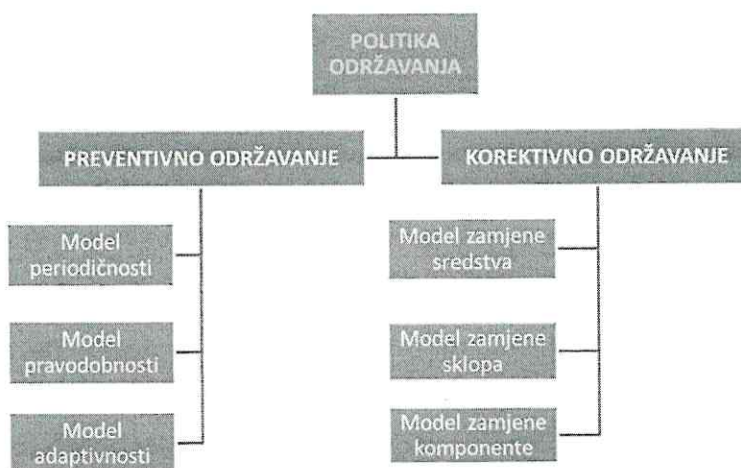 POLITIKA
ODRŽAVANJA
PREVENTIVNO ODRŽAVANJE
KOREKTIVNO ODRŽAVANJE
Model
periodičnosti
Model
pravodobnosti
Model
adaptivnosti
Model zamjene
sredstva
Model zamjene
sklopa
Model zamjene
komponente